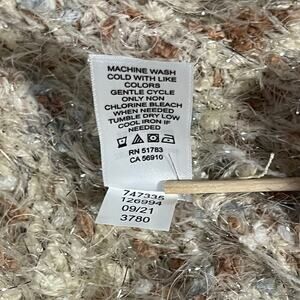 MACHINE WASH
COLD WITH LIKE
COLORS
GENTLE CYCLE
ONLY NON
CHLORINE BLEACH
WHEN NEEDED
TUMBLE DRY LOW
COOL IRON IF
NEEDED
RN 51783
CA 56910
747335
126994
09/21
3780